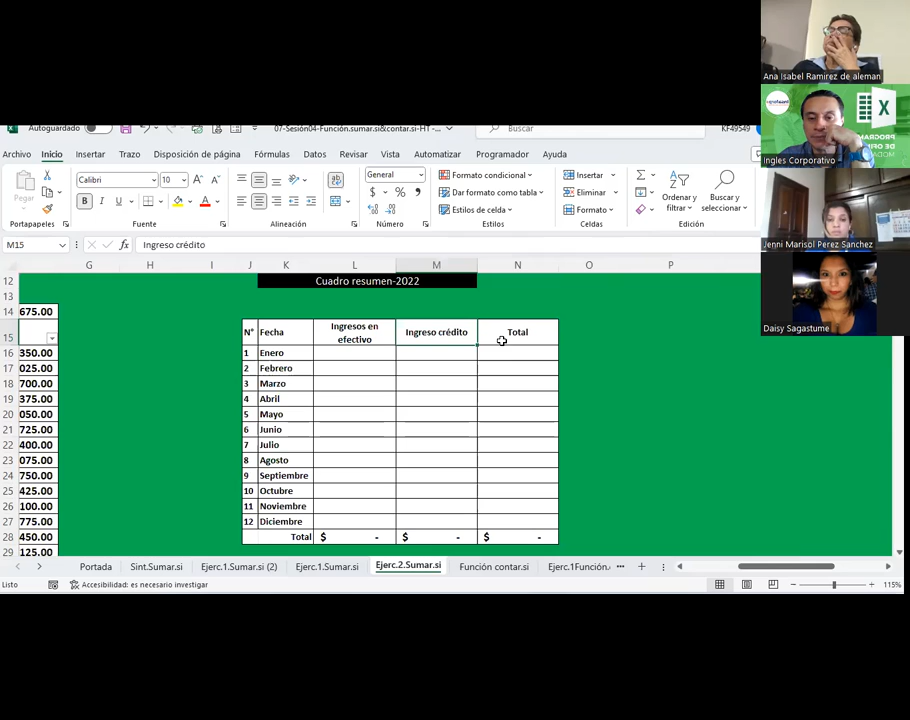 Ana Isabel Ramirez de aleman
Ingles Corporativo
Jenni Marisol Perez Sanchez
Daisy Sagastume
Autoguardado
07-Sesión04-Función.sumar.si&contar.si-HT -...
Buscar
KF49549
Archivo Inicio Insertar Trazo Disposición de página Fórmulas Datos Revisar Vista Automatizar Programador Ayuda
Pegar
Calibri 10
N K S
General
$ % 
Formato condicional
Dar formato como tabla
Estilos de celda
Insertar
Eliminar
Formato
Ordenar y filtrar
Buscar y seleccionar
Portapapeles Fuente Alineación Número Estilos Celdas Edición
M15 fx Ingreso crédito
G H I J K L M N O P
12 Cuadro resumen-2022
13
14 675.00
15 N° Fecha Ingresos en efectivo Ingreso crédito Total
16 350.00 1 Enero
17 025.00 2 Febrero
18 700.00 3 Marzo
19 375.00 4 Abril
20 050.00 5 Mayo
21 725.00 6 Junio
22 400.00 7 Julio
23 075.00 8 Agosto
24 750.00 9 Septiembre
25 425.00 10 Octubre
26 100.00 11 Noviembre
27 775.00 12 Diciembre
28 450.00 Total $ - $ - $ -
29 125.00
Portada Sint.Sumar.si Ejerc.1.Sumar.si (2) Ejerc.1.Sumar.si Ejerc.2.Sumar.si Función contar.si Ejerc.1Función. ...
Listo Accesibilidad: es necesario investigar 115%